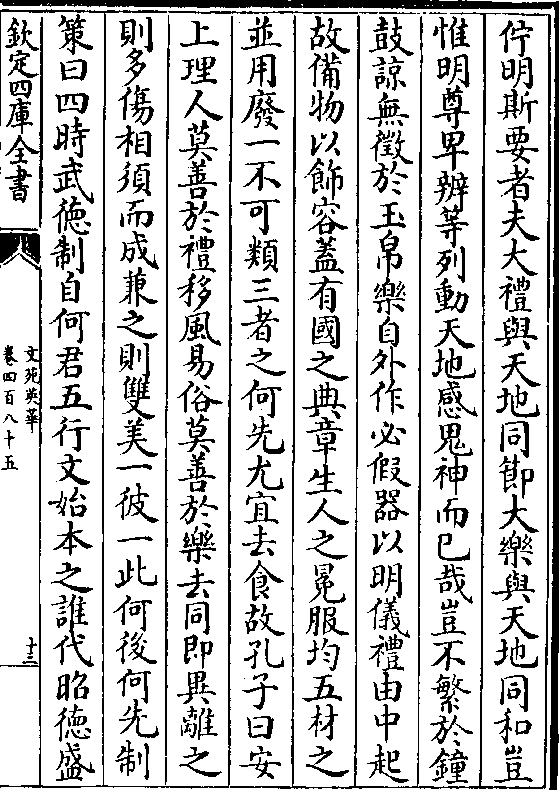 佇明斯要者夫大禮與天地同節大樂與天地同和豈
惟明尊卑辨等列動天地感鬼神而已哉豈不繁於鐘
鼓諒無徵於玉帛樂自外作必假器以明儀禮由中起
故備物以飾容蓋有國之典章生人之冕服均五材之
並用廢一不可類三者之何先尤宜去食故孔子曰安
上理人莫善於禮移風易俗莫善於樂去同即異離之
則多傷相須而成兼之則雙美一彼一此何後何先制
策曰四時武德制自何君五行文始本之誰代昭德盛
欽定四庫全書
文苑英華
卷四百八十五
十三